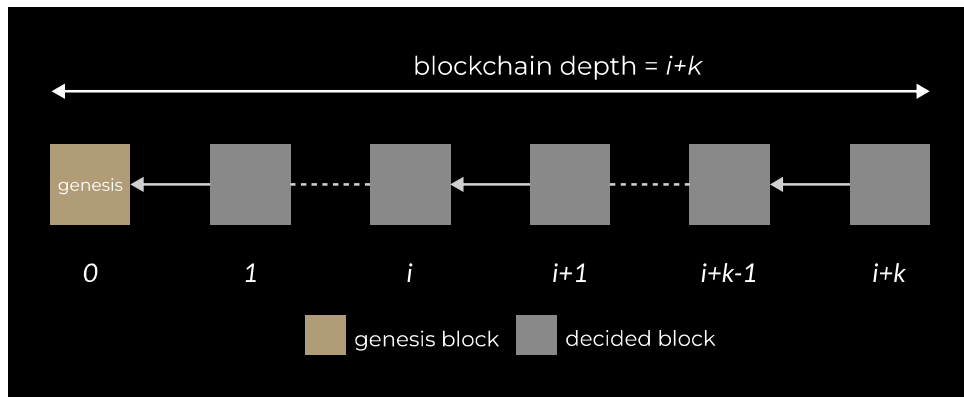 blockchain depth = i+k
genesis
0 1 i i+1 i+k-1 i+k
genesis block decided block